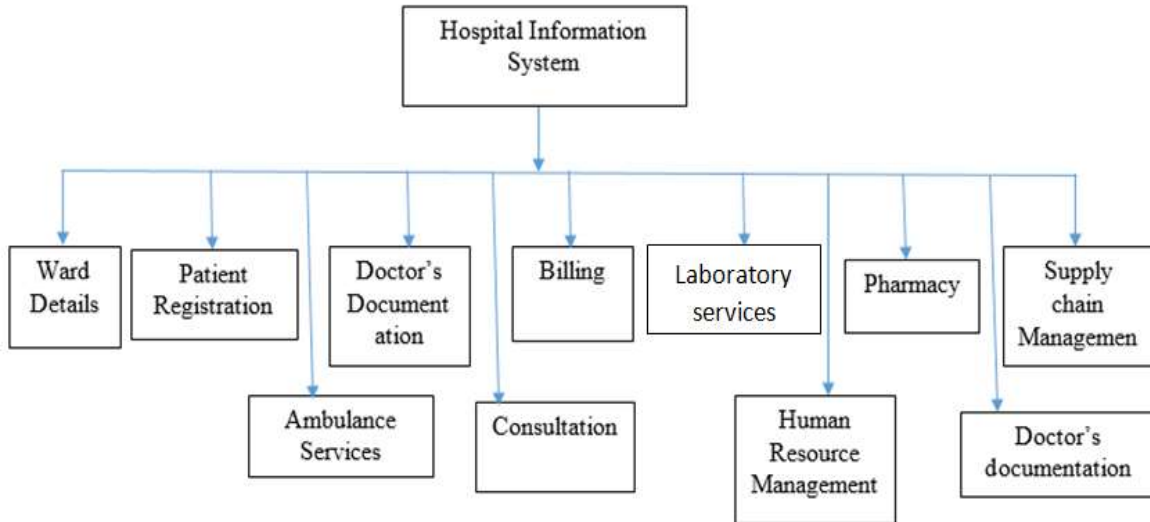 Hospital Information
System
Ward
Details
Patient
Registration
Doctor's
Document
ation
Billing
Laboratory
services
Pharmacy
Supply
chain
Managemen
Ambulance
Services
Consultation
Human
Resource
Management
Doctor's
documentation